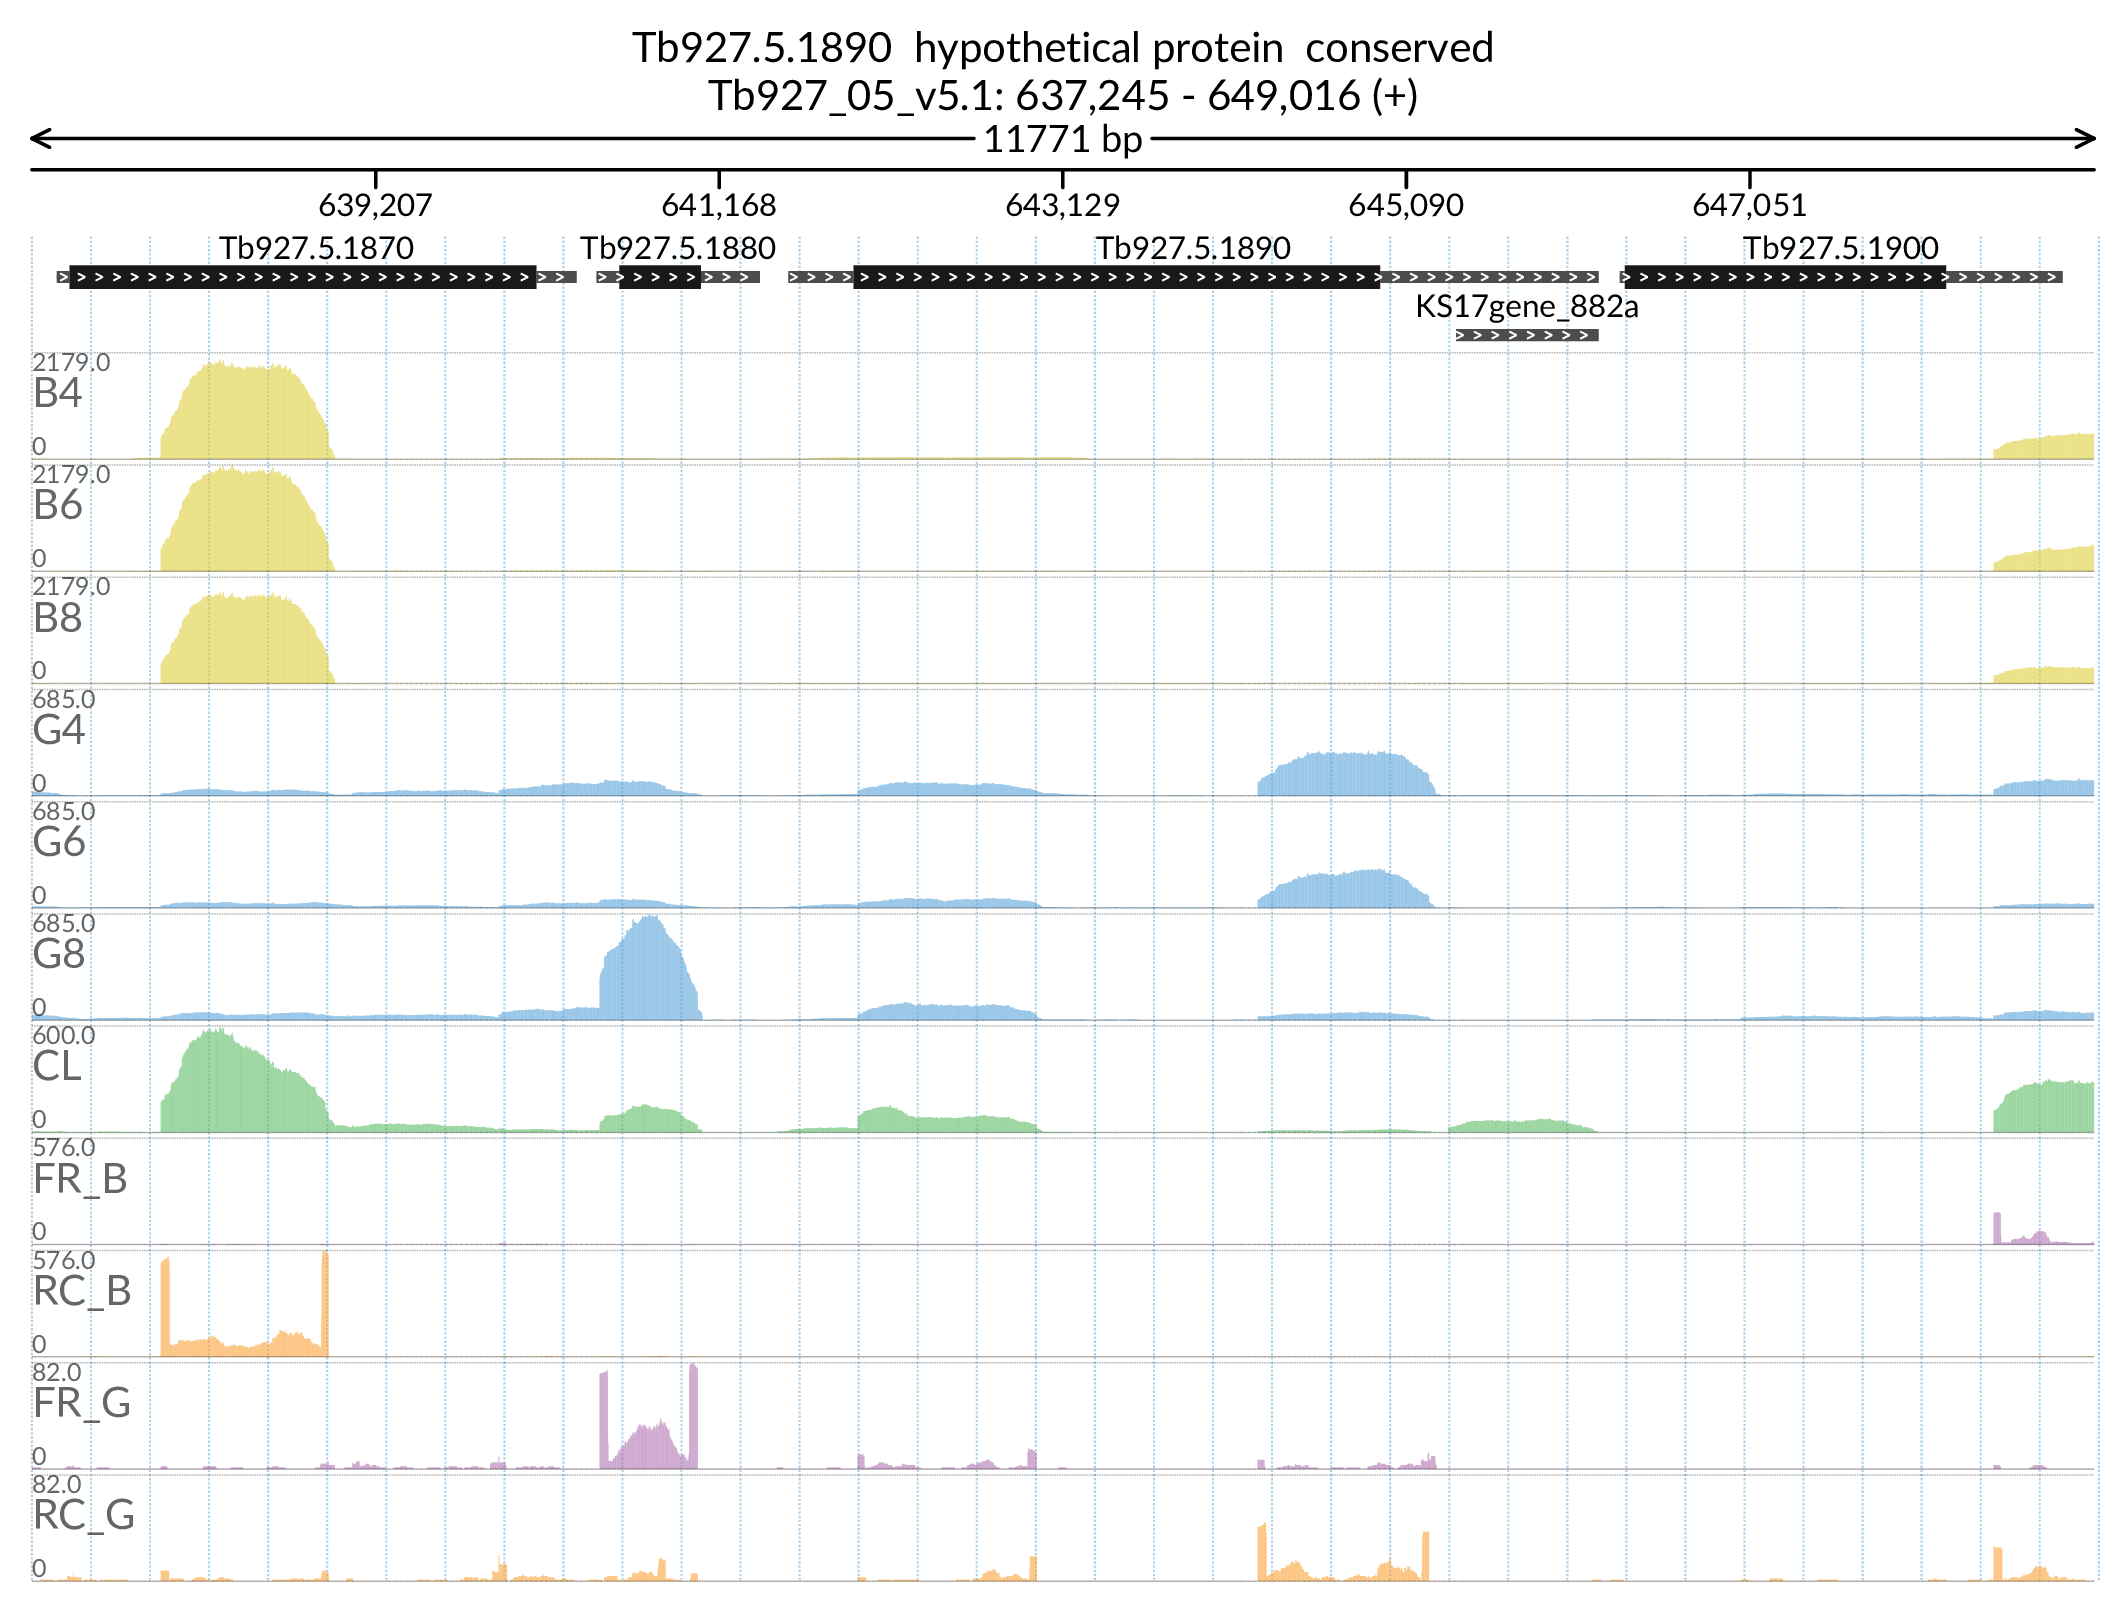 Tb927.5.1890 hypothetical protein conserved
Tb927_05_v5.1: 637,245 - 649,016 (+)
11771 bp
639,207 641,168 643,129 645,090 647,051
Tb927.5.1870 Tb927.5.1880 Tb927.5.1890 Tb927.5.1900
KS17gene_882a
2179.0
B4
0
2179.0
B6
0
2179.0
B8
0
685.0
G4
0
685.0
G6
0
685.0
G8
0
600.0
CL
0
576.0
FR_B
0
576.0
RC_B
0
82.0
FR_G
0
82.0
RC_G
0